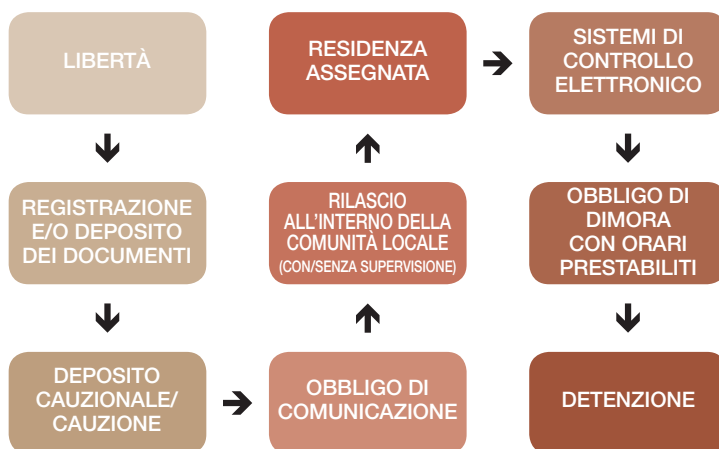 LIBERTÀ
REGISTRAZIONE
E/O DEPOSITO
DEI DOCUMENTI
DEPOSITO
CAUZIONALE/
CAUZIONE
OBBLIGO DI
COMUNICAZIONE
RILASCIO
ALL'INTERNO DELLA
COMUNITÀ LOCALE
(CON/SENZA SUPERVISIONE)
RESIDENZA
ASSEGNATA
SISTEMI DI
CONTROLLO
ELETTRONICO
OBBLIGO DI
DIMORA
CON ORARI
PRESTABILITI
DETENZIONE